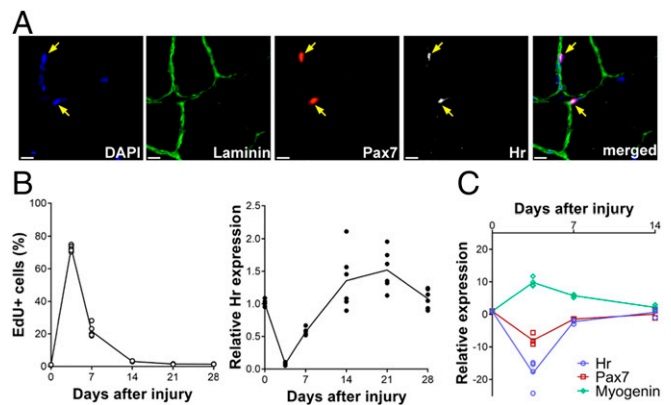 A
DAPI
Laminin
Pax7
Hr
merged
B
EdU+ cells (%)
100
80
60
40
20
0
0 7 14 21 28
Days after injury
Relative Hr expression
2.5
2.0
1.5
1.0
0.5
0.0
0 7 14 21 28
Days after injury
C
Days after injury
0 7 14
Relative expression
10
0
-10
-20
Hr
Pax7
Myogenin